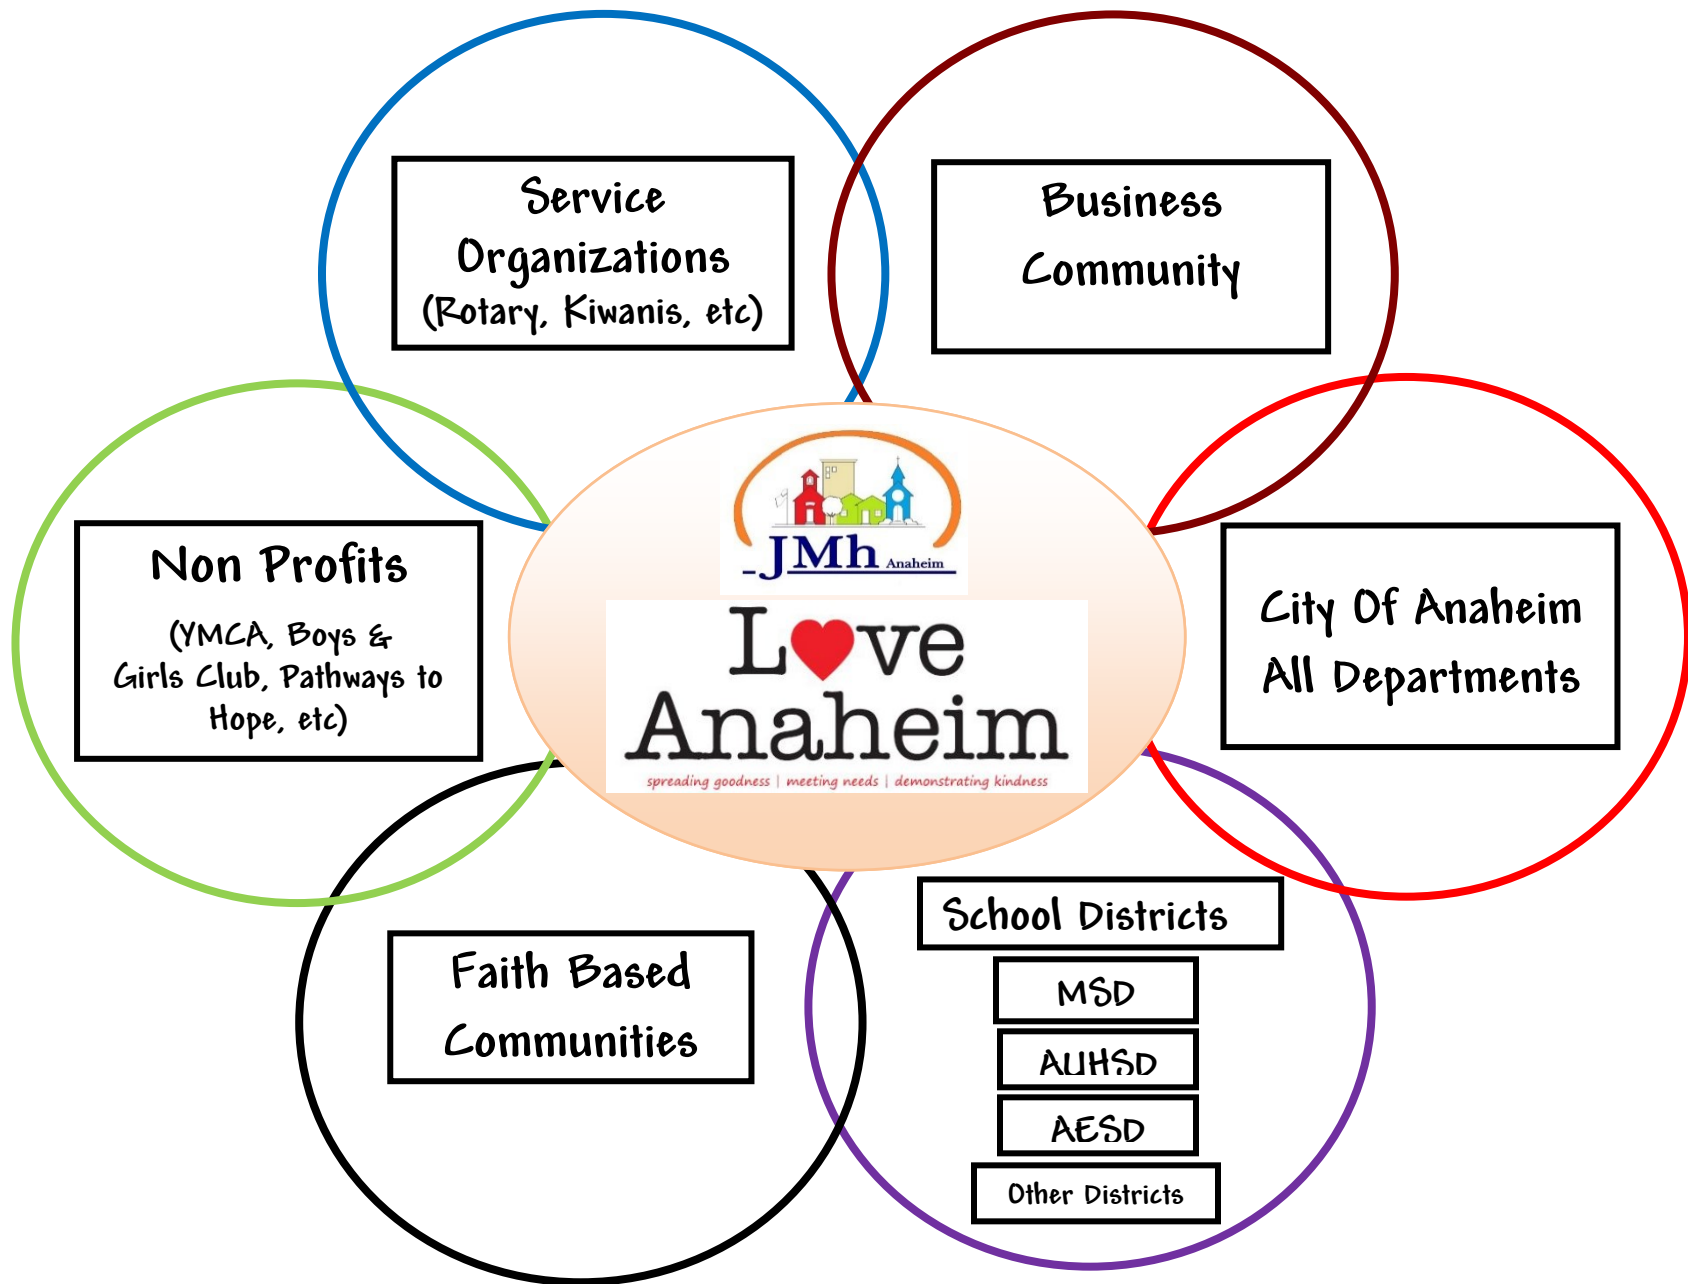 Service
Organizations
(Rotary, Kiwanis, etc)
Business
Community
Non Profits
(YMCA, Boys &
Girls Club, Pathways to
Hope, etc)
JMh Anaheim
Love
Anaheim
spreading goodness | meeting needs | demonstrating kindness
City Of Anaheim
All Departments
Faith Based
Communities
School Districts
MSD
AUHSD
AESD
Other Districts